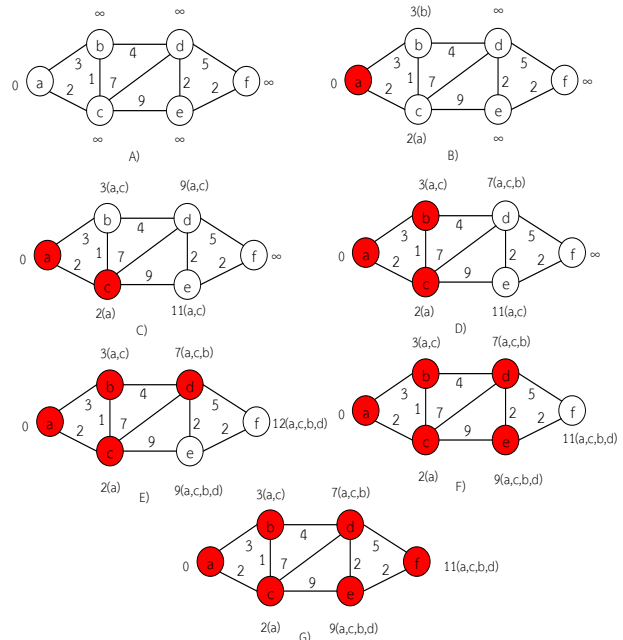 ∞ ∞
b 4 d
3 5
0 a 1 7 2 f ∞
2 2
c 9 e
∞ ∞
A)
3(b) ∞
b 4 d
3 5
0 a 1 7 2 f ∞
2 2
c 9 e
2(a) ∞
B)
3(a,c) 9(a,c)
b 4 d
3 5
0 a 1 7 2 f ∞
2 2
c 9 e
2(a) 11(a,c)
C)
3(a,c) 7(a,c,b)
b 4 d
3 5
0 a 1 7 2 f ∞
2 2
c 9 e
2(a) 11(a,c)
D)
3(a,c) 7(a,c,b)
b 4 d
3 5
0 a 1 7 2 f 12(a,c,b,d)
2 2
c 9 e
2(a) 9(a,c,b,d)
E)
3(a,c) 7(a,c,b)
b 4 d
3 5
0 a 1 7 2 f
2 2 11(a,c,b,d)
c 9 e
2(a) 9(a,c,b,d)
F)
3(a,c) 7(a,c,b)
b 4 d
3 5
0 a 1 7 2 f 11(a,c,b,d)
2 2
c 9 e
2(a) 9(a,c,b,d)
G)